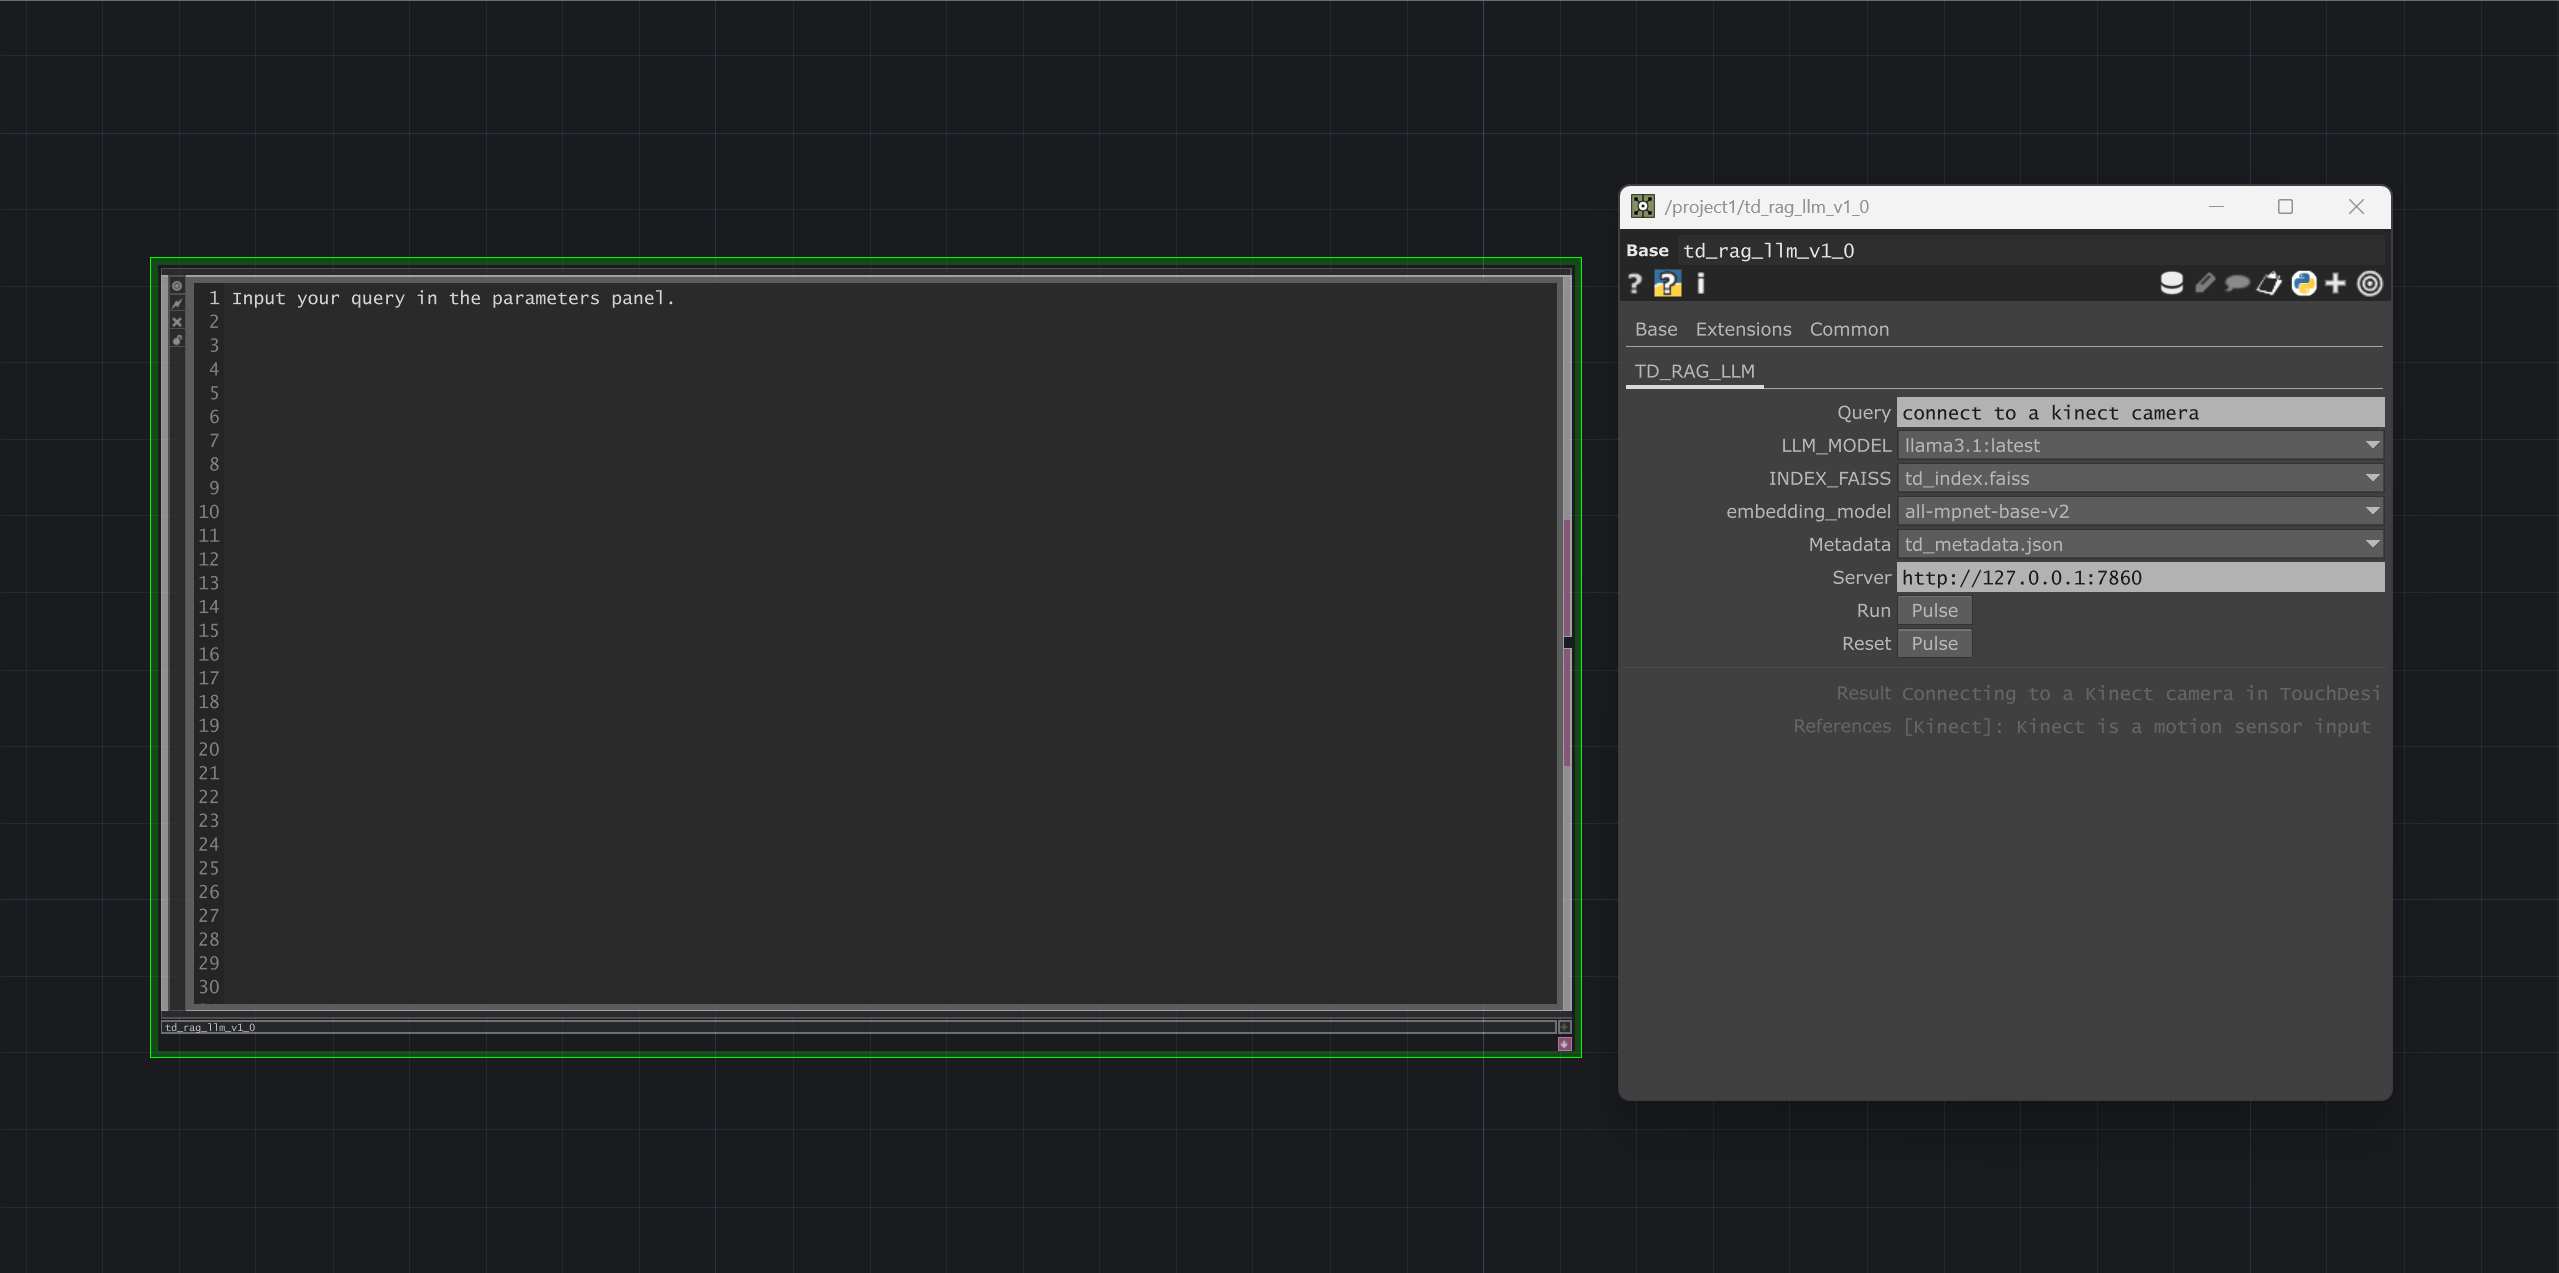 1 Input your query in the parameters panel.
2
3
4
5
6
7
8
9
10
11
12
13
14
15
16
17
18
19
20
21
22
23
24
25
26
27
28
29
30
td_rag_llm_v1_0
/project1/td_rag_llm_v1_0
Base td_rag_llm_v1_0
? ? i
Base Extensions Common
TD_RAG_LLM
Query connect to a kinect camera
LLM_MODEL llama3.1:latest
INDEX_FAISS td_index.faiss
embedding_model all-mpnet-base-v2
Metadata td_metadata.json
Server http://127.0.0.1:7860
Run Pulse
Reset Pulse
Result Connecting to a Kinect camera in TouchDesi
References [Kinect]: Kinect is a motion sensor input